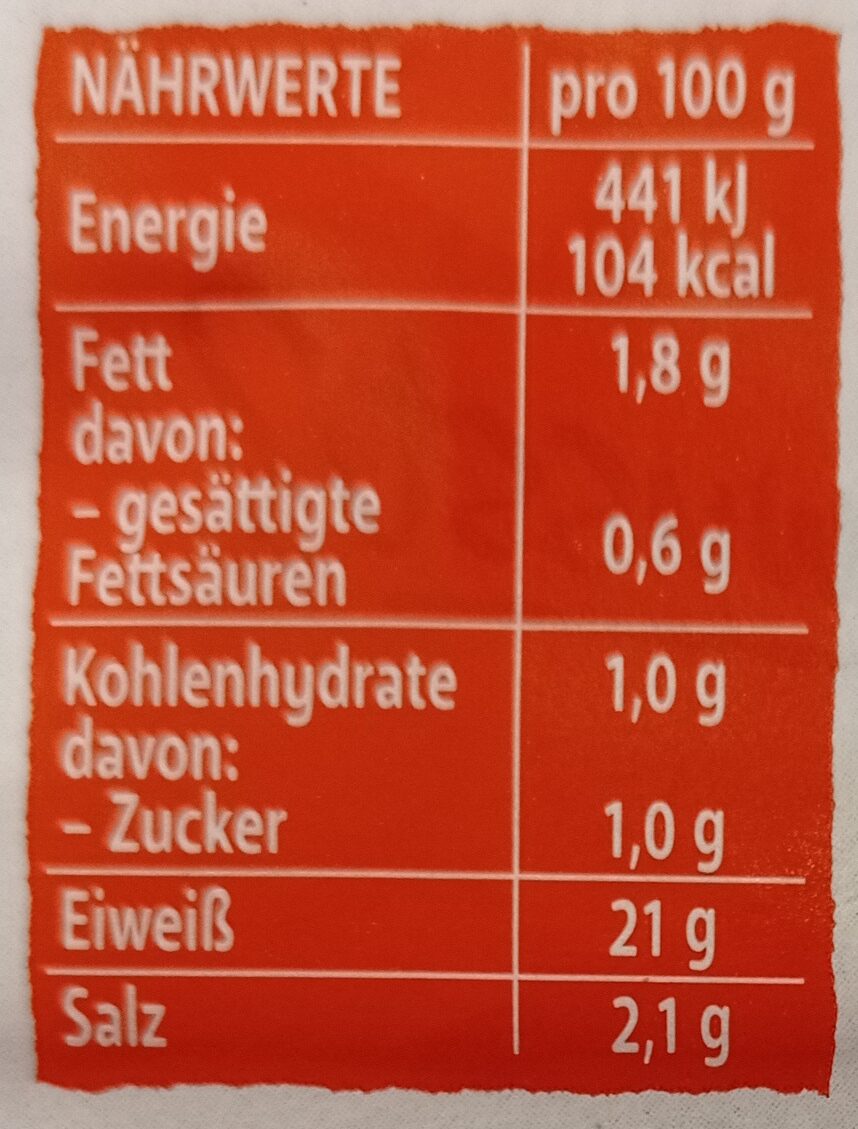 NÄHRWERTE pro 100 g
Energie 441 kJ
104 kcal
Fett 1,8 g
davon:
– gesättigte
Fettsäuren 0,6 g
Kohlenhydrate 1,0 g
davon:
– Zucker 1,0 g
Eiweiß 21 g
Salz 2,1 g